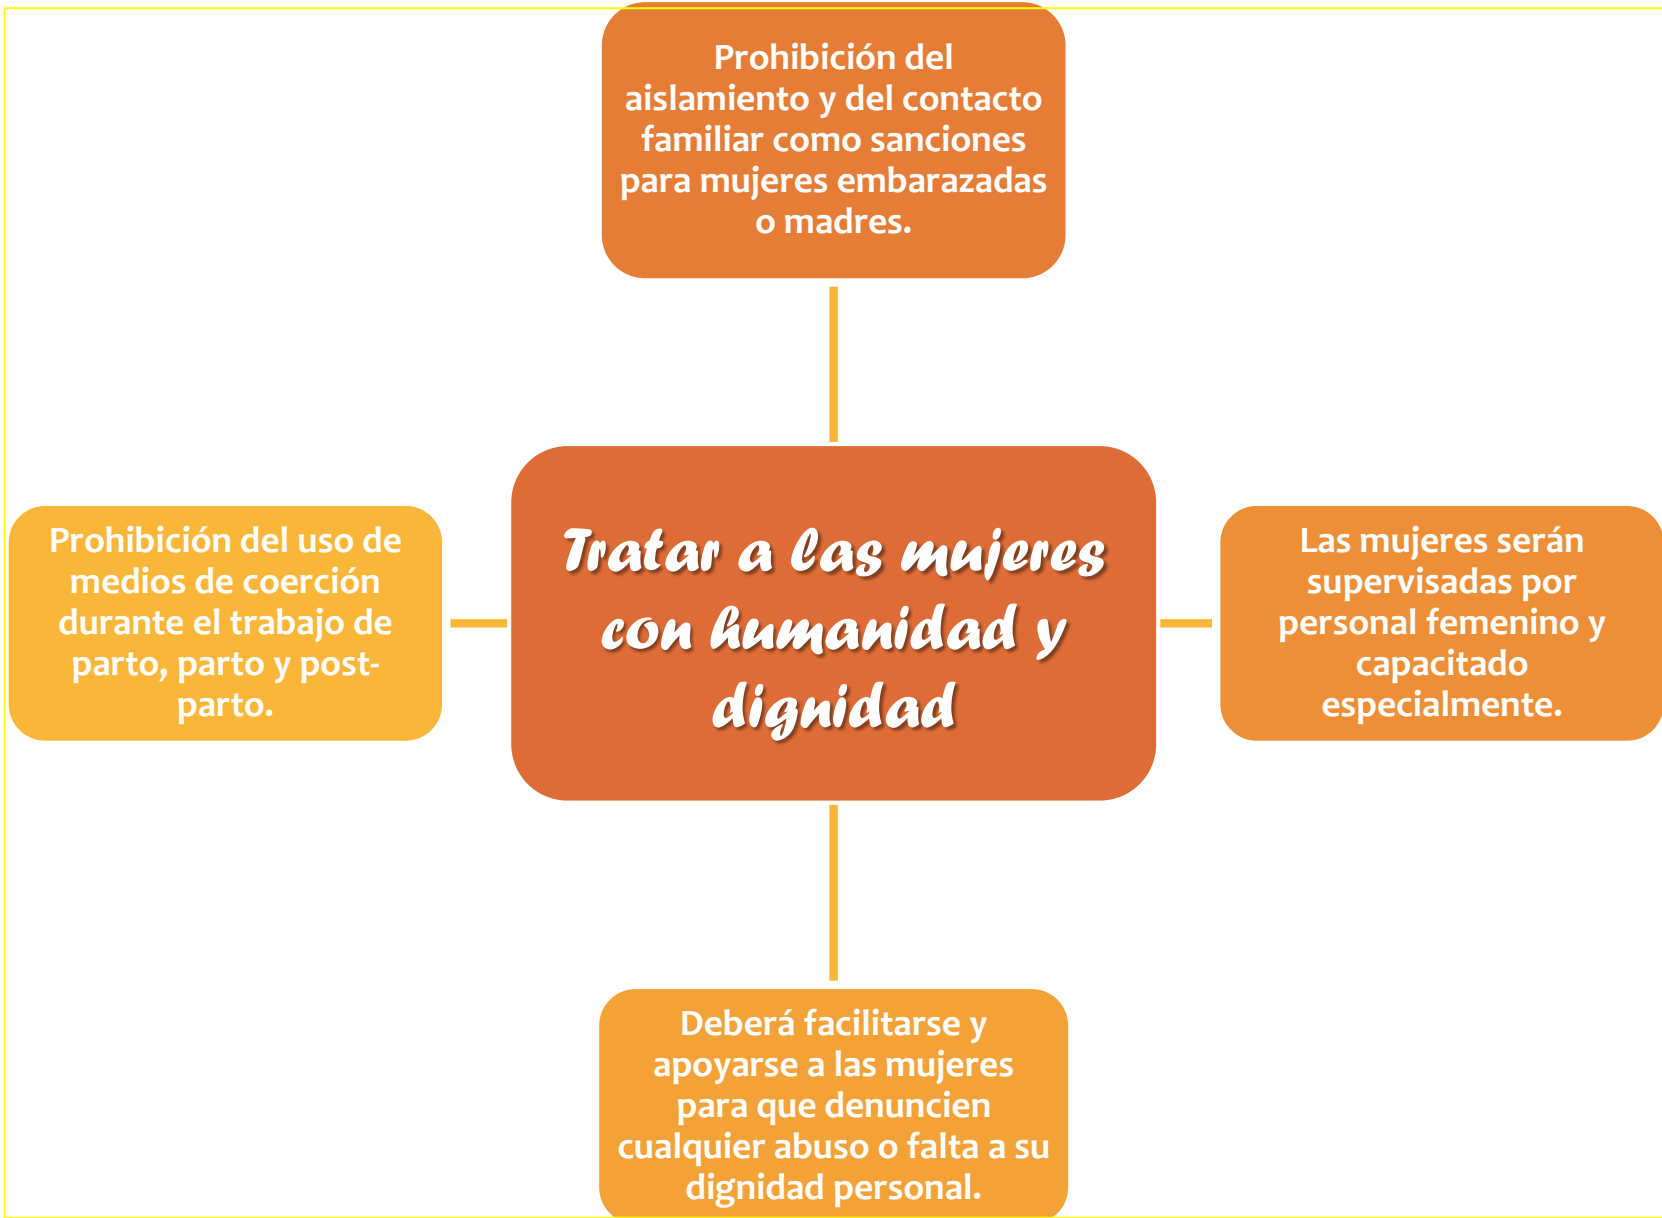 Prohibición del
aislamiento y del contacto
familiar como sanciones
para mujeres embarazadas
o madres.
Prohibición del uso de
medios de coerción
durante el trabajo de
parto, parto y post-
parto.
Tratar a las mujeres
con humanidad y
dignidad
Las mujeres serán
supervisadas por
personal femenino y
capacitado
especialmente.
Deberá facilitarse y
apoyarse a las mujeres
para que denuncien
cualquier abuso o falta a su
dignidad personal.